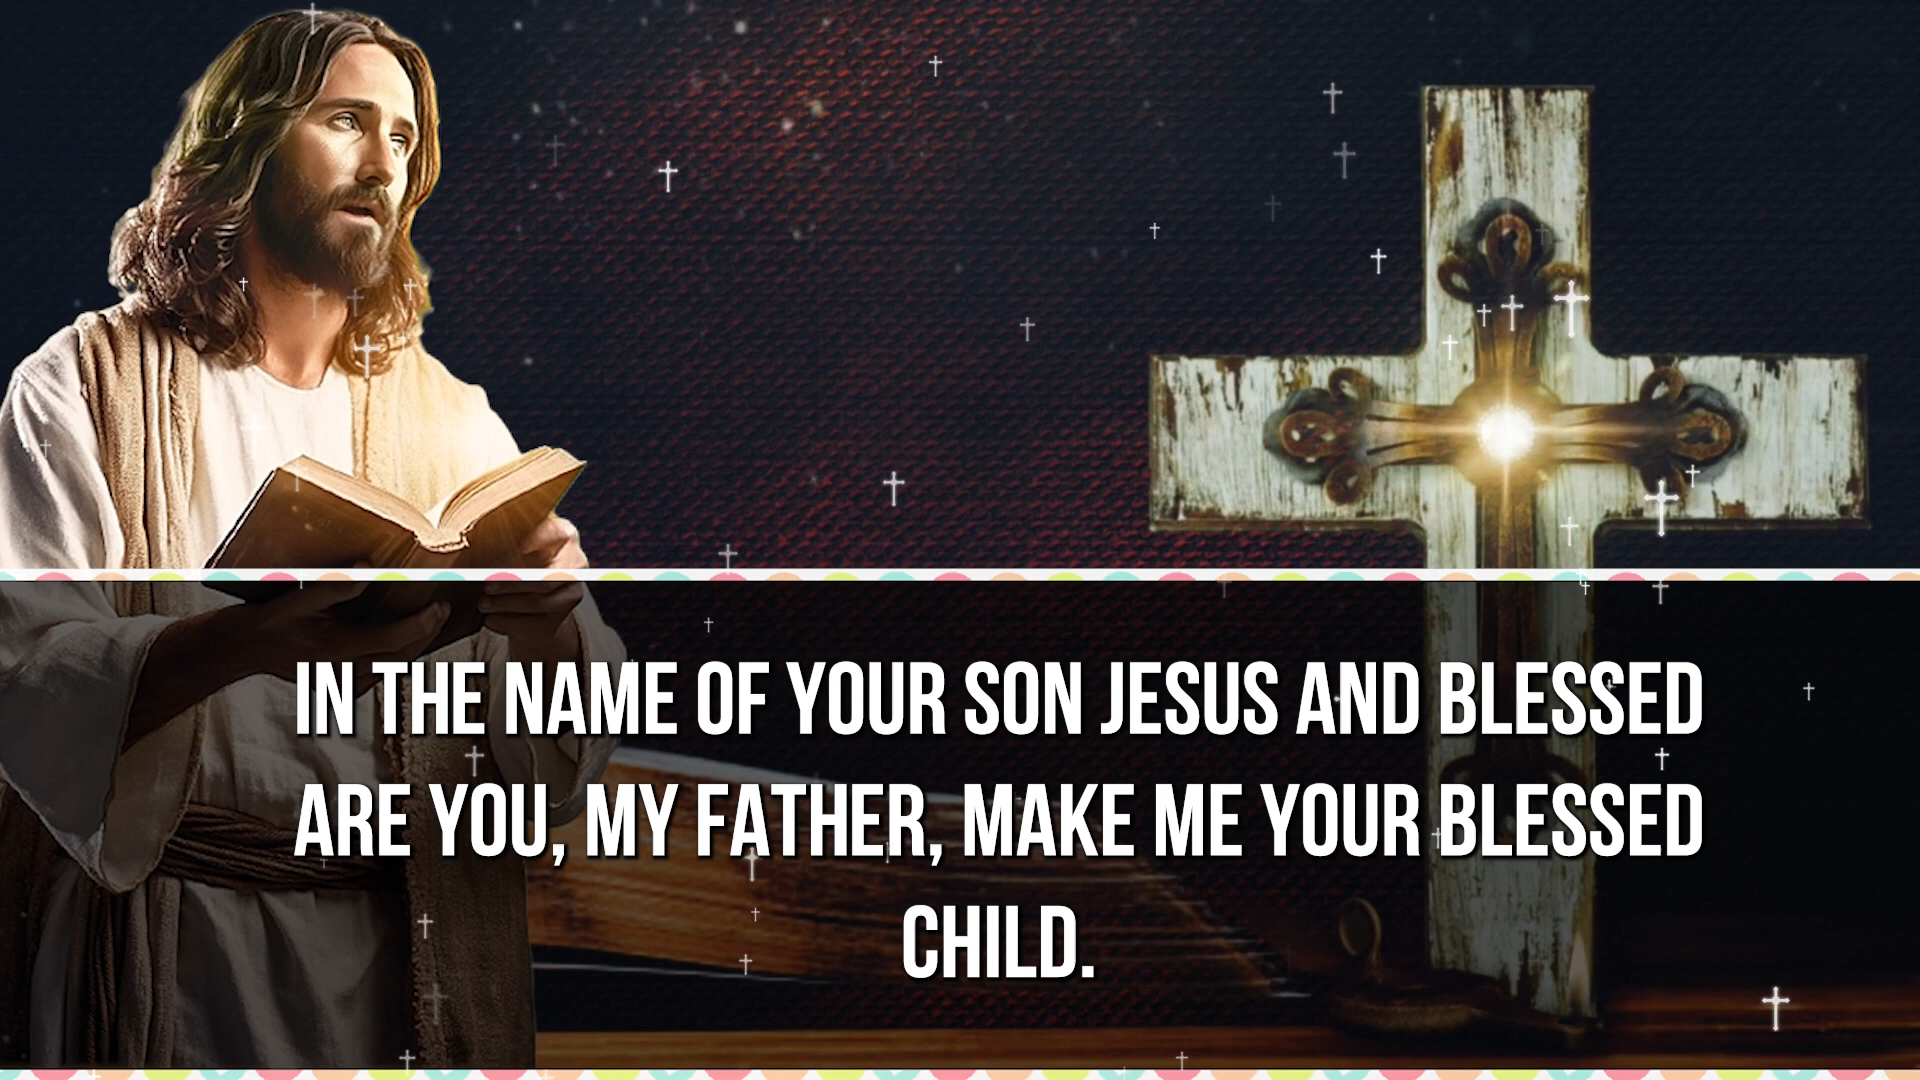 IN THE NAME OF YOUR SON JESUS AND BLESSED
ARE YOU, MY FATHER, MAKE ME YOUR BLESSED
CHILD.